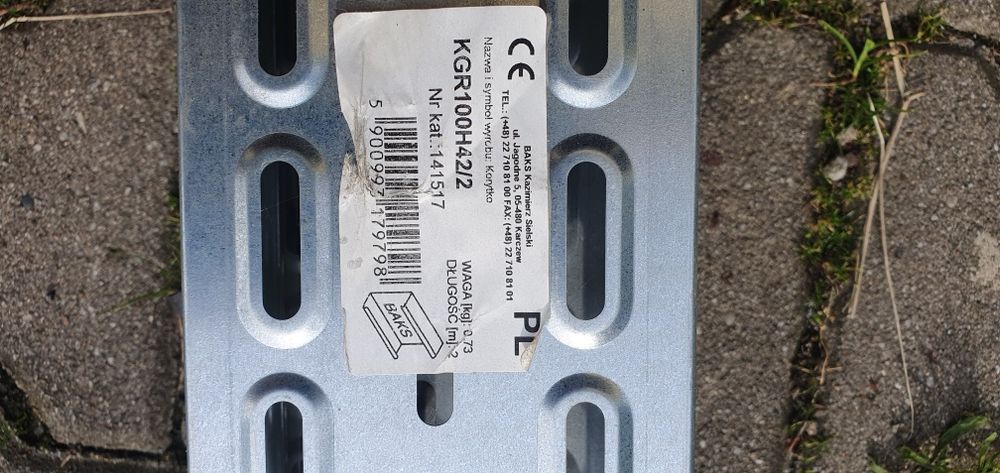 CE
BAKS Kazimierz Sielski
ul. Jagodne 5, 05-480 Karczew
TEL.: (+48) 22 710 81 00 FAX: (+48) 22 710 81 01
PL
Nazwa i symbol wyrobu: Korytko
KGR100H42/2
Nr kat.:141517
WAGA [kg]: 0,73
DŁUGOŚĆ [m]: 2
5 900997 179798
BAKS